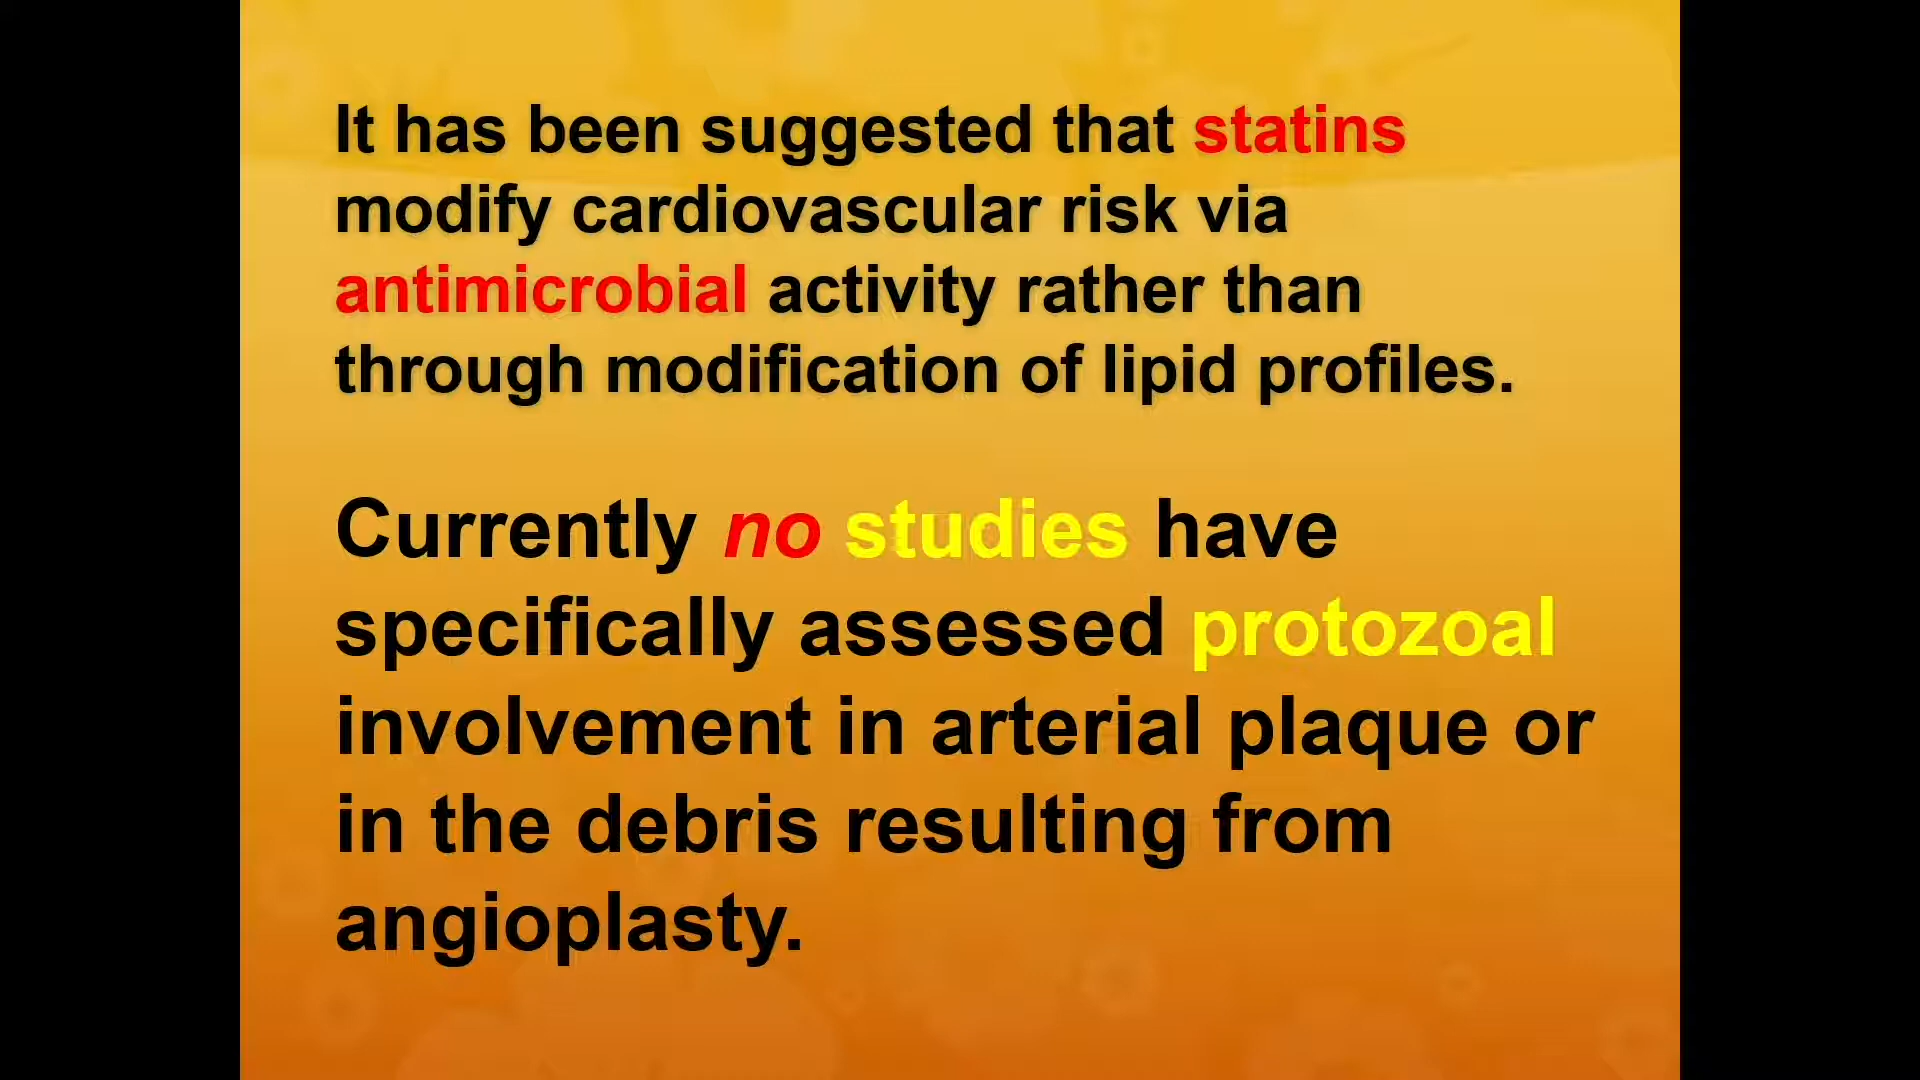 It has been suggested that statins
modify cardiovascular risk via
antimicrobial activity rather than
through modification of lipid profiles.
Currently no studies have
specifically assessed protozoal
involvement in arterial plaque or
in the debris resulting from
angioplasty.